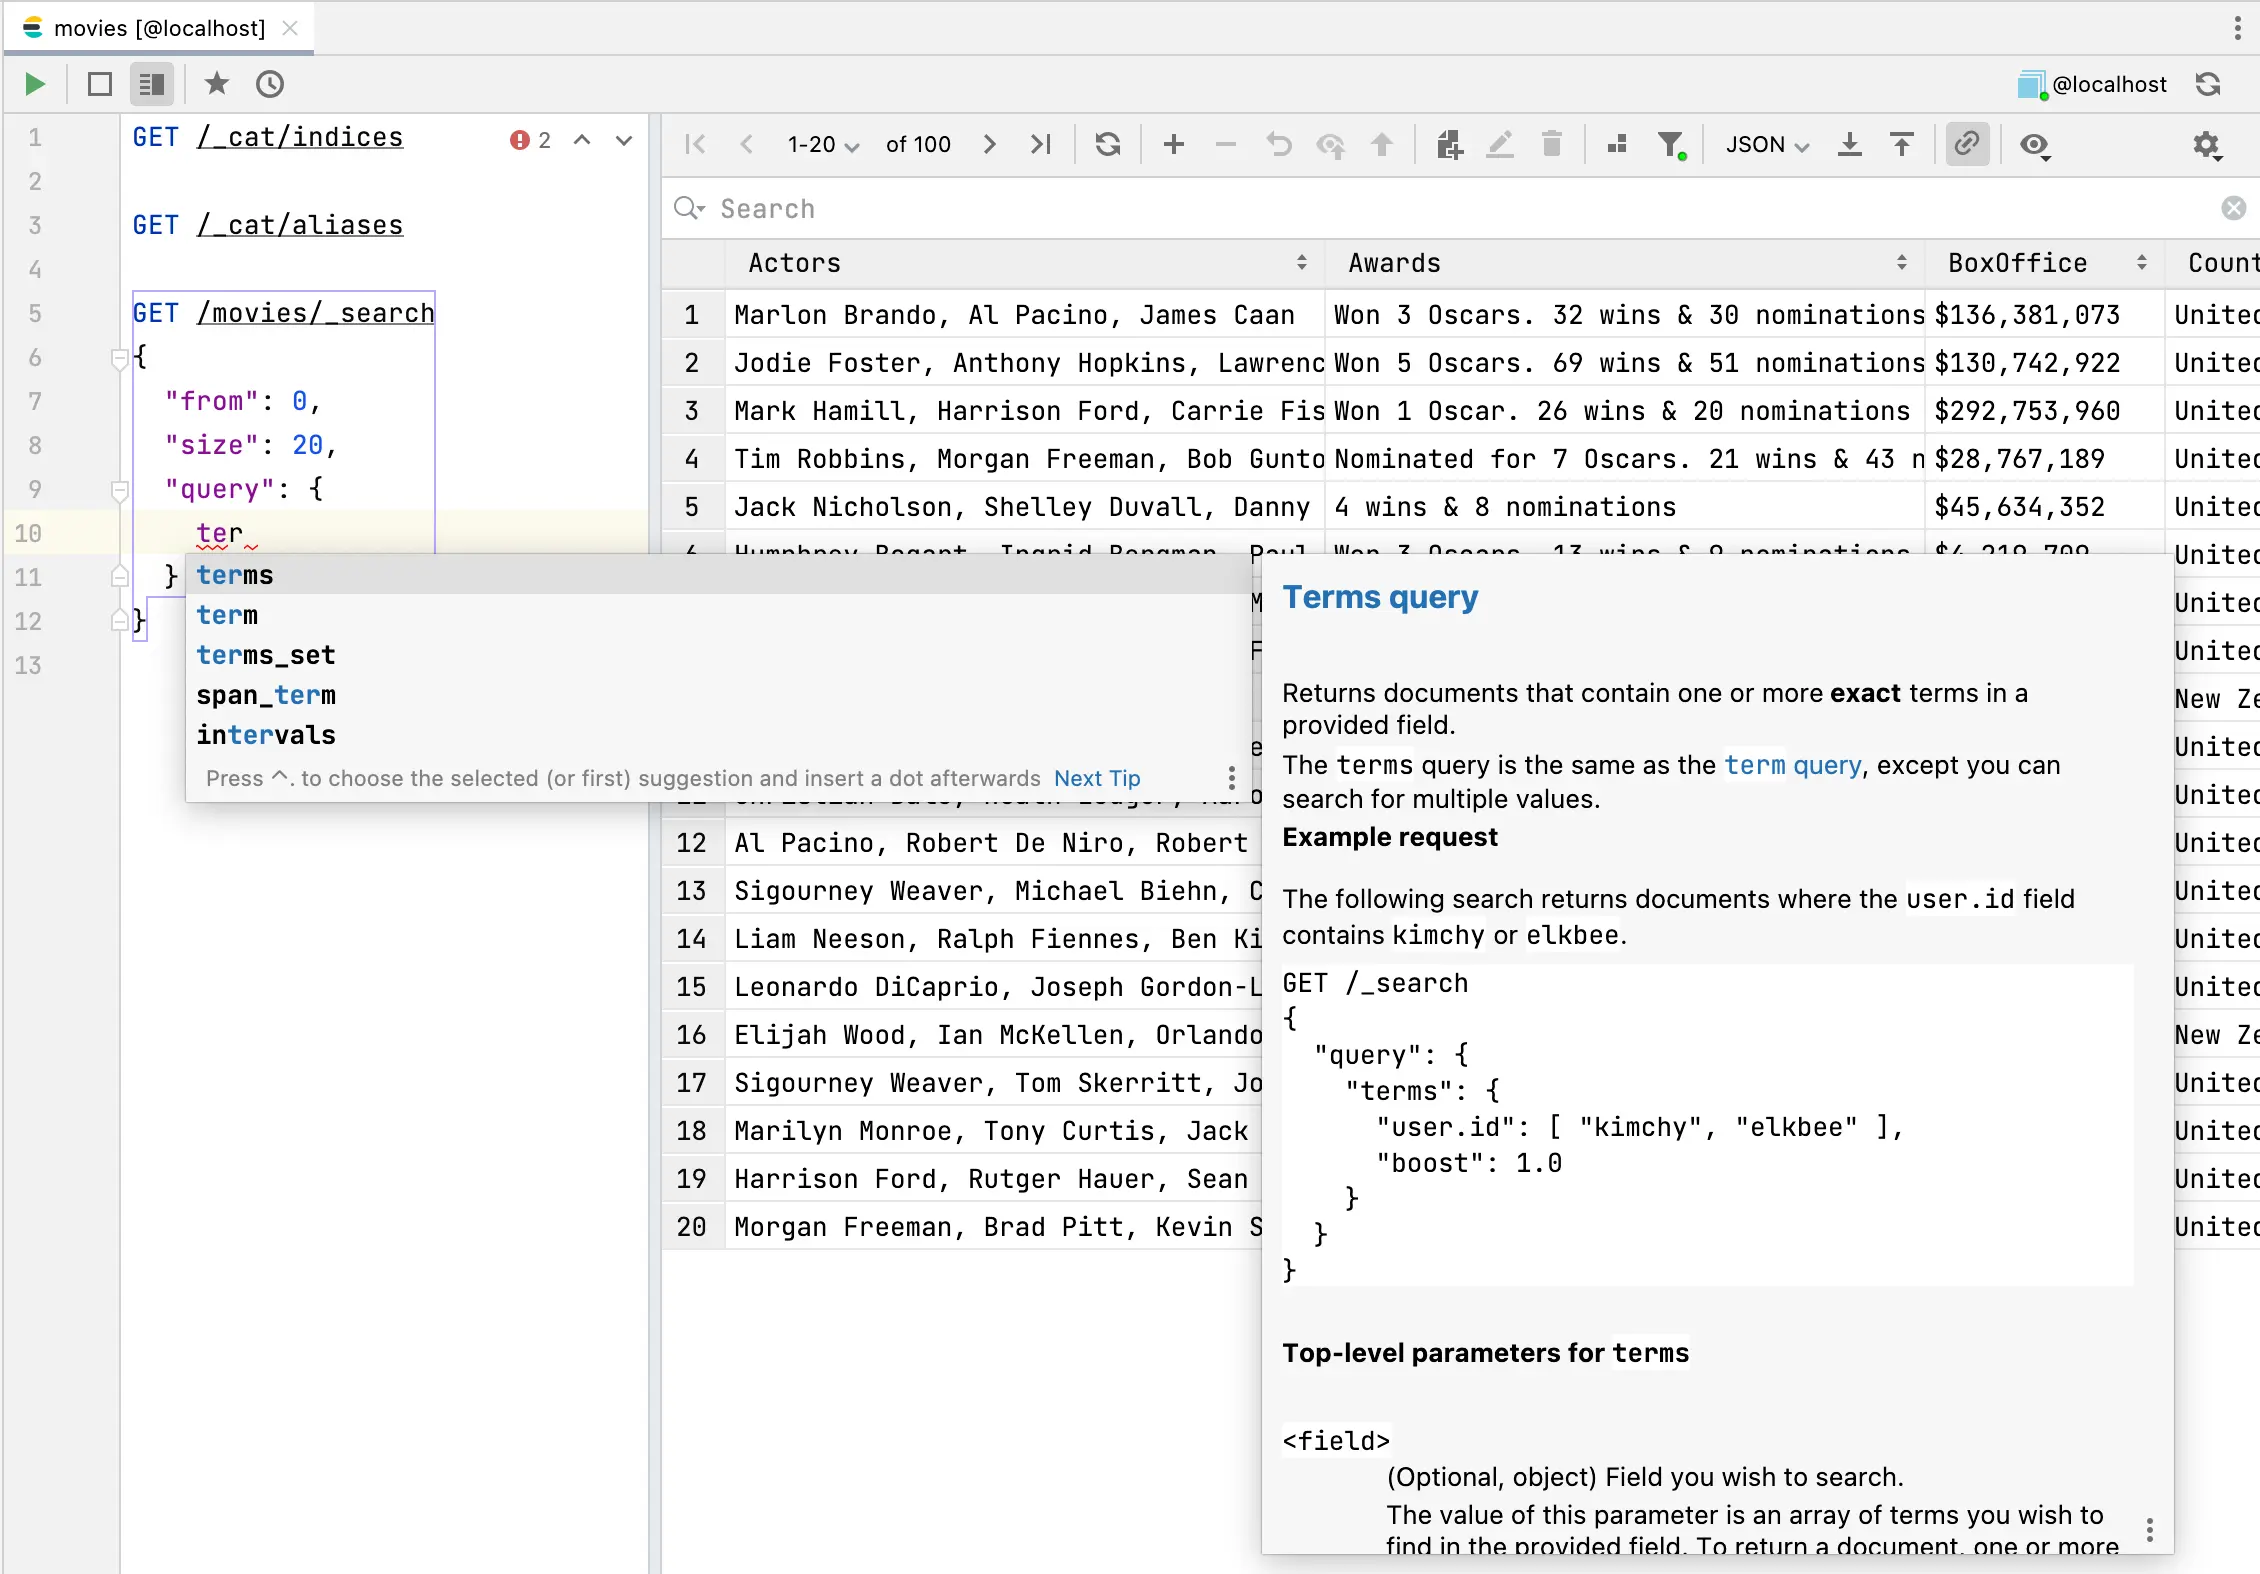 movies [@localhost]
@localhost
1 GET /_cat/indices
2
3 GET /_cat/aliases
4
5 GET /movies/_search
6 {
7 "from": 0,
8 "size": 20,
9 "query": {
10 ter
11 }
12 }
13
2
terms
term
terms_set
span_term
intervals
Press ^. to choose the selected (or first) suggestion and insert a dot afterwards Next Tip
1-20 of 100 JSON
Search
Actors Awards BoxOffice Count
1 Marlon Brando, Al Pacino, James Caan Won 3 Oscars. 32 wins & 30 nominations $136,381,073 United
2 Jodie Foster, Anthony Hopkins, Lawrenc Won 5 Oscars. 69 wins & 51 nominations $130,742,922 United
3 Mark Hamill, Harrison Ford, Carrie Fis Won 1 Oscar. 26 wins & 20 nominations $292,753,960 United
4 Tim Robbins, Morgan Freeman, Bob Gunto Nominated for 7 Oscars. 21 wins & 43 n $28,767,189 United
5 Jack Nicholson, Shelley Duvall, Danny 4 wins & 8 nominations $45,634,352 United
United
United
United
New Ze
United
United
12 Al Pacino, Robert De Niro, Robert United
13 Sigourney Weaver, Michael Biehn, C United
14 Liam Neeson, Ralph Fiennes, Ben Ki United
15 Leonardo DiCaprio, Joseph Gordon-L United
16 Elijah Wood, Ian McKellen, Orlando New Ze
17 Sigourney Weaver, Tom Skerritt, Jo United
18 Marilyn Monroe, Tony Curtis, Jack United
19 Harrison Ford, Rutger Hauer, Sean United
20 Morgan Freeman, Brad Pitt, Kevin S United
Terms query
Returns documents that contain one or more exact terms in a
provided field.
The terms query is the same as the term query, except you can
search for multiple values.
Example request
The following search returns documents where the user.id field
contains kimchy or elkbee.
GET /_search
{
"query": {
"terms": {
"user.id": [ "kimchy", "elkbee" ],
"boost": 1.0
}
}
}
Top-level parameters for terms
<field>
(Optional, object) Field you wish to search.
The value of this parameter is an array of terms you wish to
find in the provided field. To return a document, one or more